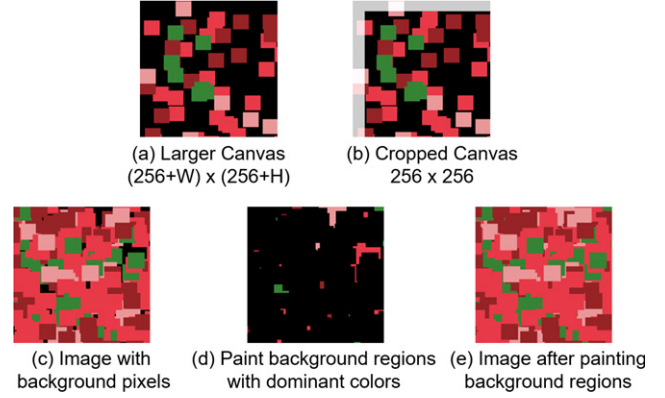 (a) Larger Canvas
(256+W) x (256+H)
(b) Cropped Canvas
256 x 256
(c) Image with
background pixels
(d) Paint background regions
with dominant colors
(e) Image after painting
background regions